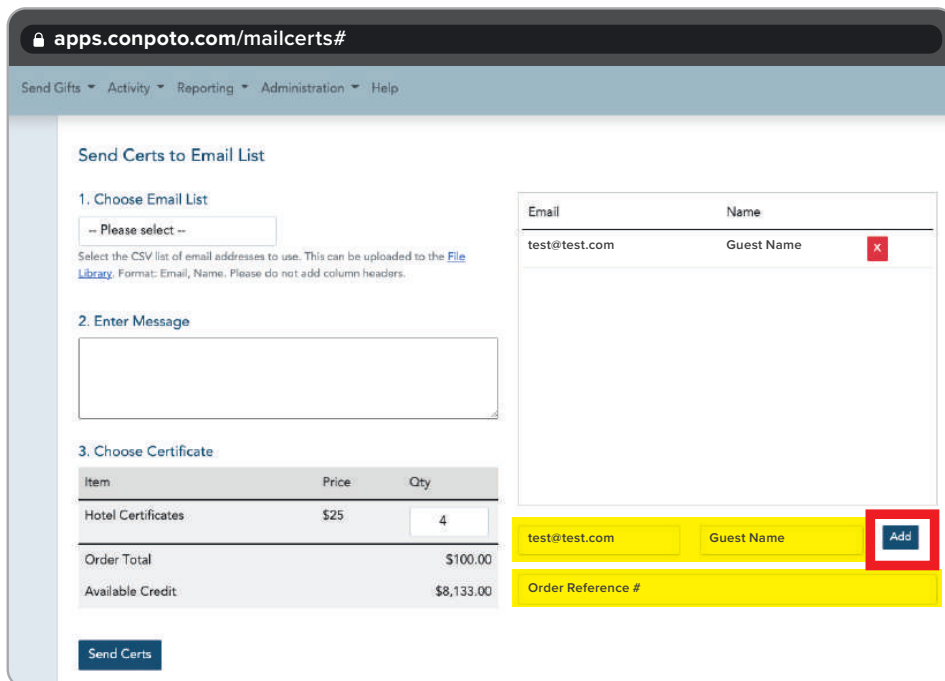 apps.conpoto.com/mailcerts#
Send Gifts Activity Reporting Administration Help
Send Certs to Email List
1. Choose Email List
-- Please select --
Select the CSV list of email addresses to use. This can be uploaded to the File
Library. Format: Email, Name. Please do not add column headers.
2. Enter Message
3. Choose Certificate
Item Price Qty
Hotel Certificates $25 4
Order Total $100.00
Available Credit $8,133.00
Send Certs
Email Name
test@test.com Guest Name X
test@test.com Guest Name Add
Order Reference #